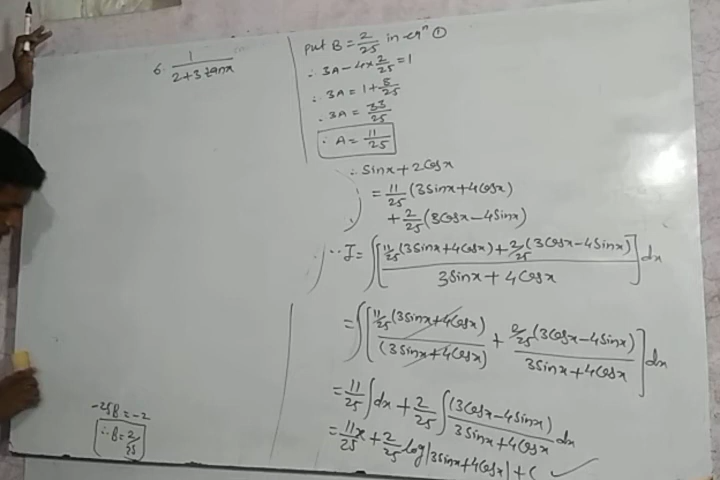 6. 1/(2+3tanx)
-25B = -2
∴ B = 2/25
put B = 2/25 in eqn ①
∴ 3A - 4×2/25 = 1
∴ 3A = 1 + 8/25
∴ 3A = 33/25
∴ A = 11/25
∴ sinx + 2cosx
= 11/25 (3sinx + 4cosx)
+ 2/25 (3cosx - 4sinx)
∴ I = ∫[(11/25 (3sinx + 4cosx) + 2/25 (3cosx - 4sinx))/(3sinx + 4cosx)] dx
= ∫[11/25 (3sinx + 4cosx)/(3sinx + 4cosx) + 2/25 (3cosx - 4sinx)/(3sinx + 4cosx)] dx
= 11/25 ∫dx + 2/25 ∫(3cosx - 4sinx)/(3sinx + 4cosx) dx
= 11x/25 + 2/25 log|3sinx + 4cosx| + C